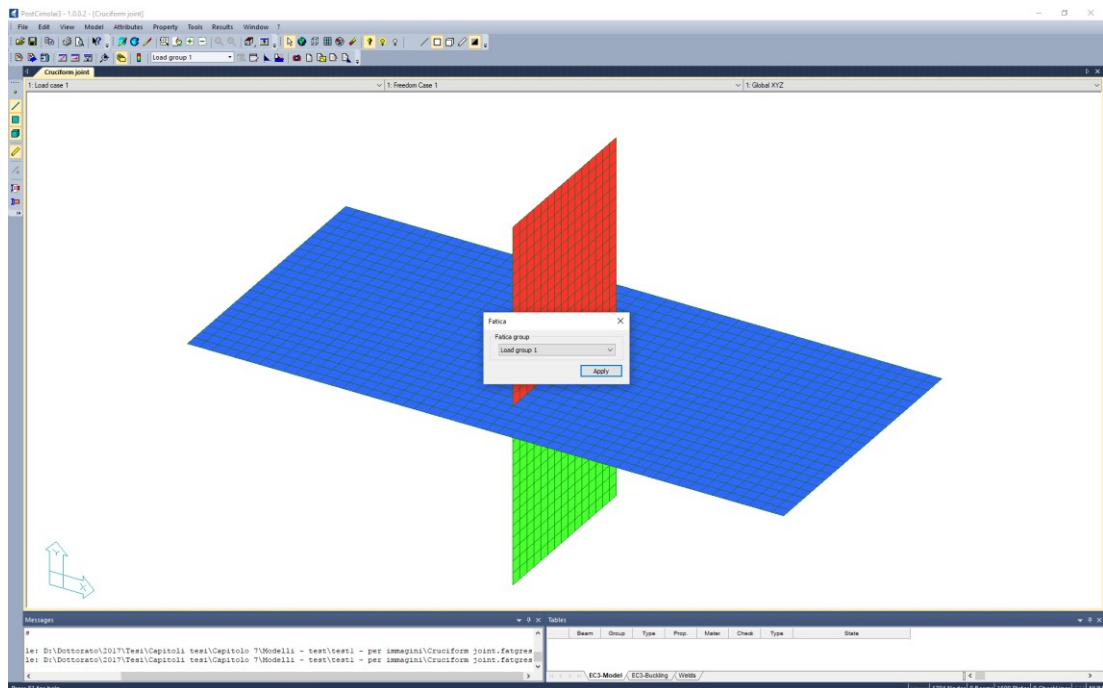 PostCimolai3 - 1.0.0.2 - [Cruciform joint]
File Edit View Model Attributes Property Tools Results Window ?
Load group 1
Cruciform joint
1: Load case 1
1: Freedom Case 1
1: Global XYZ
Fatica
Fatica group
Load group 1
Apply
Y
X
Messages
Tables
Beam Group Type Prop. Mater. Check Type State
le: D:\Dottorato\2017\Tesi\Capitoli tesi\Capitolo 7\Modelli - test\test1 - per immagini\Cruciform joint.fatgres
le: D:\Dottorato\2017\Tesi\Capitoli tesi\Capitolo 7\Modelli - test\test1 - per immagini\Cruciform joint.fatgres
EC3-Model EC3-Buckling Welds